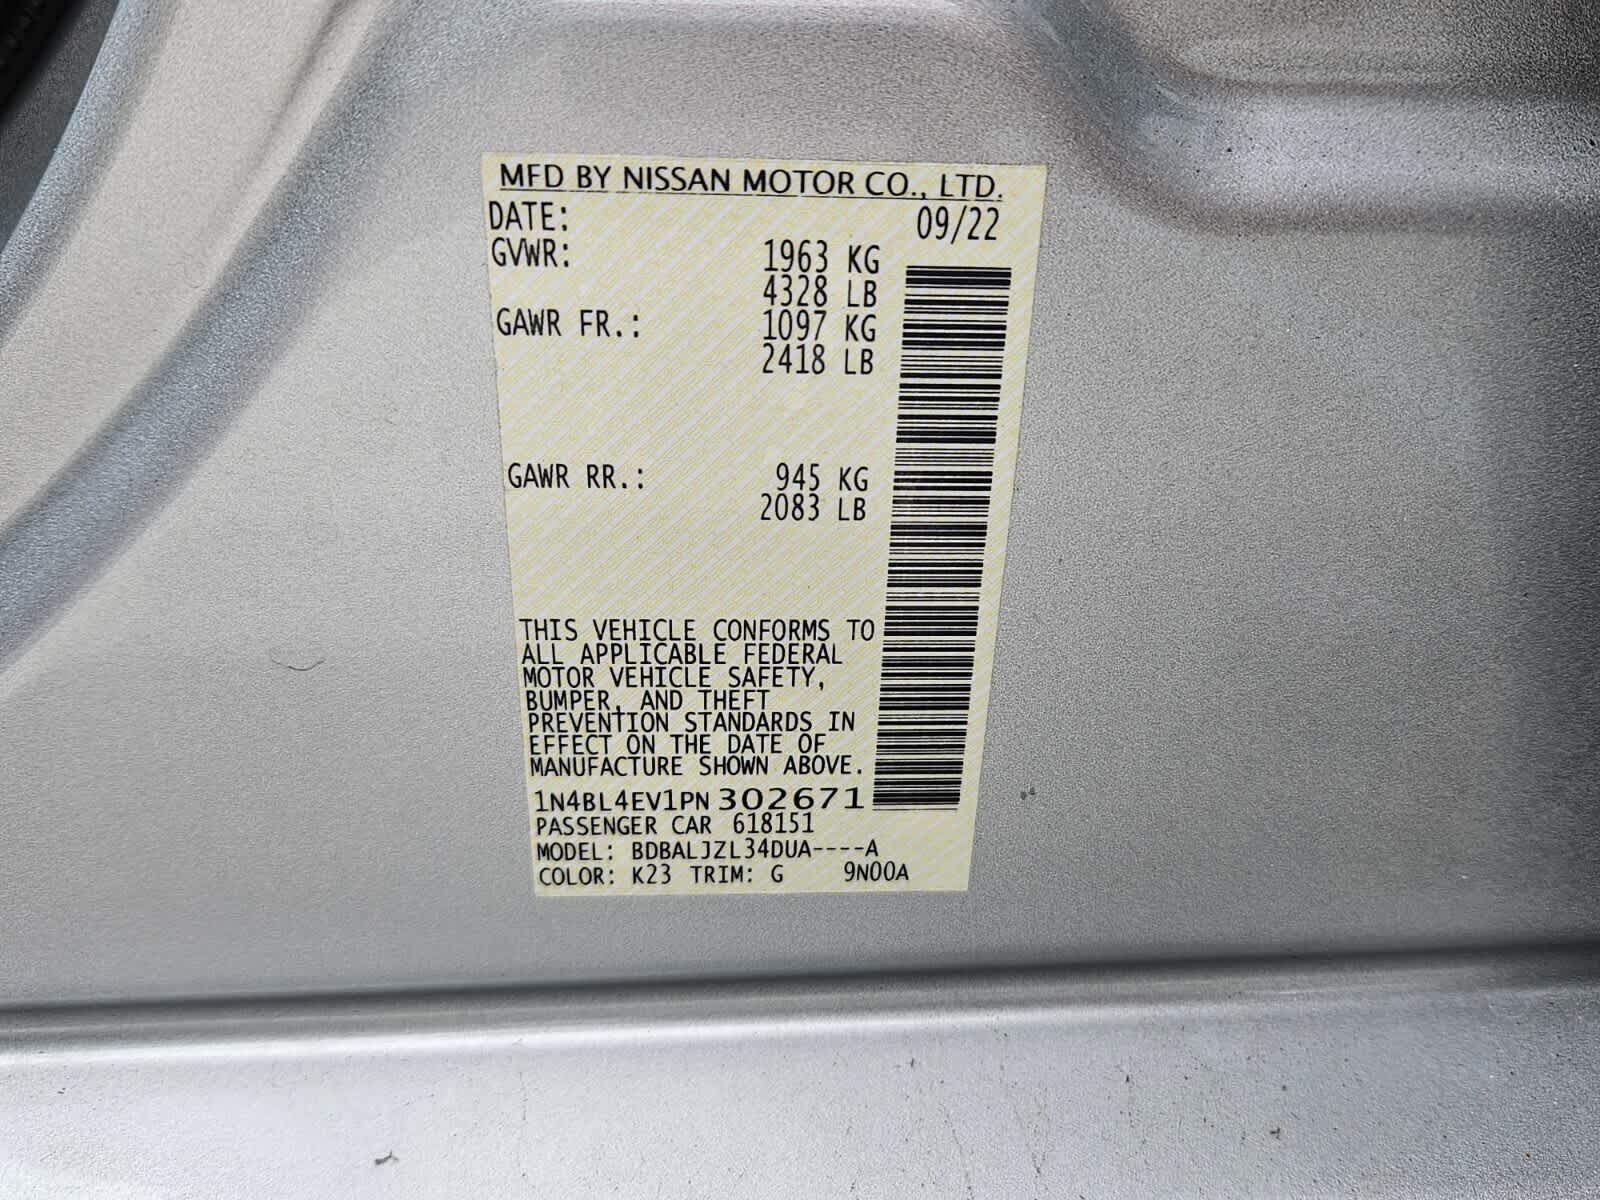 MFD BY NISSAN MOTOR CO., LTD.
DATE: 09/22
GVWR: 1963 KG
4328 LB
GAWR FR.: 1097 KG
2418 LB
GAWR RR.: 945 KG
2083 LB
THIS VEHICLE CONFORMS TO
ALL APPLICABLE FEDERAL
MOTOR VEHICLE SAFETY,
BUMPER, AND THEFT
PREVENTION STANDARDS IN
EFFECT ON THE DATE OF
MANUFACTURE SHOWN ABOVE.
1N4BL4EV1PN302671
PASSENGER CAR 618151
MODEL: BDBALJZL34DUA----A
COLOR: K23 TRIM: G 9N00A